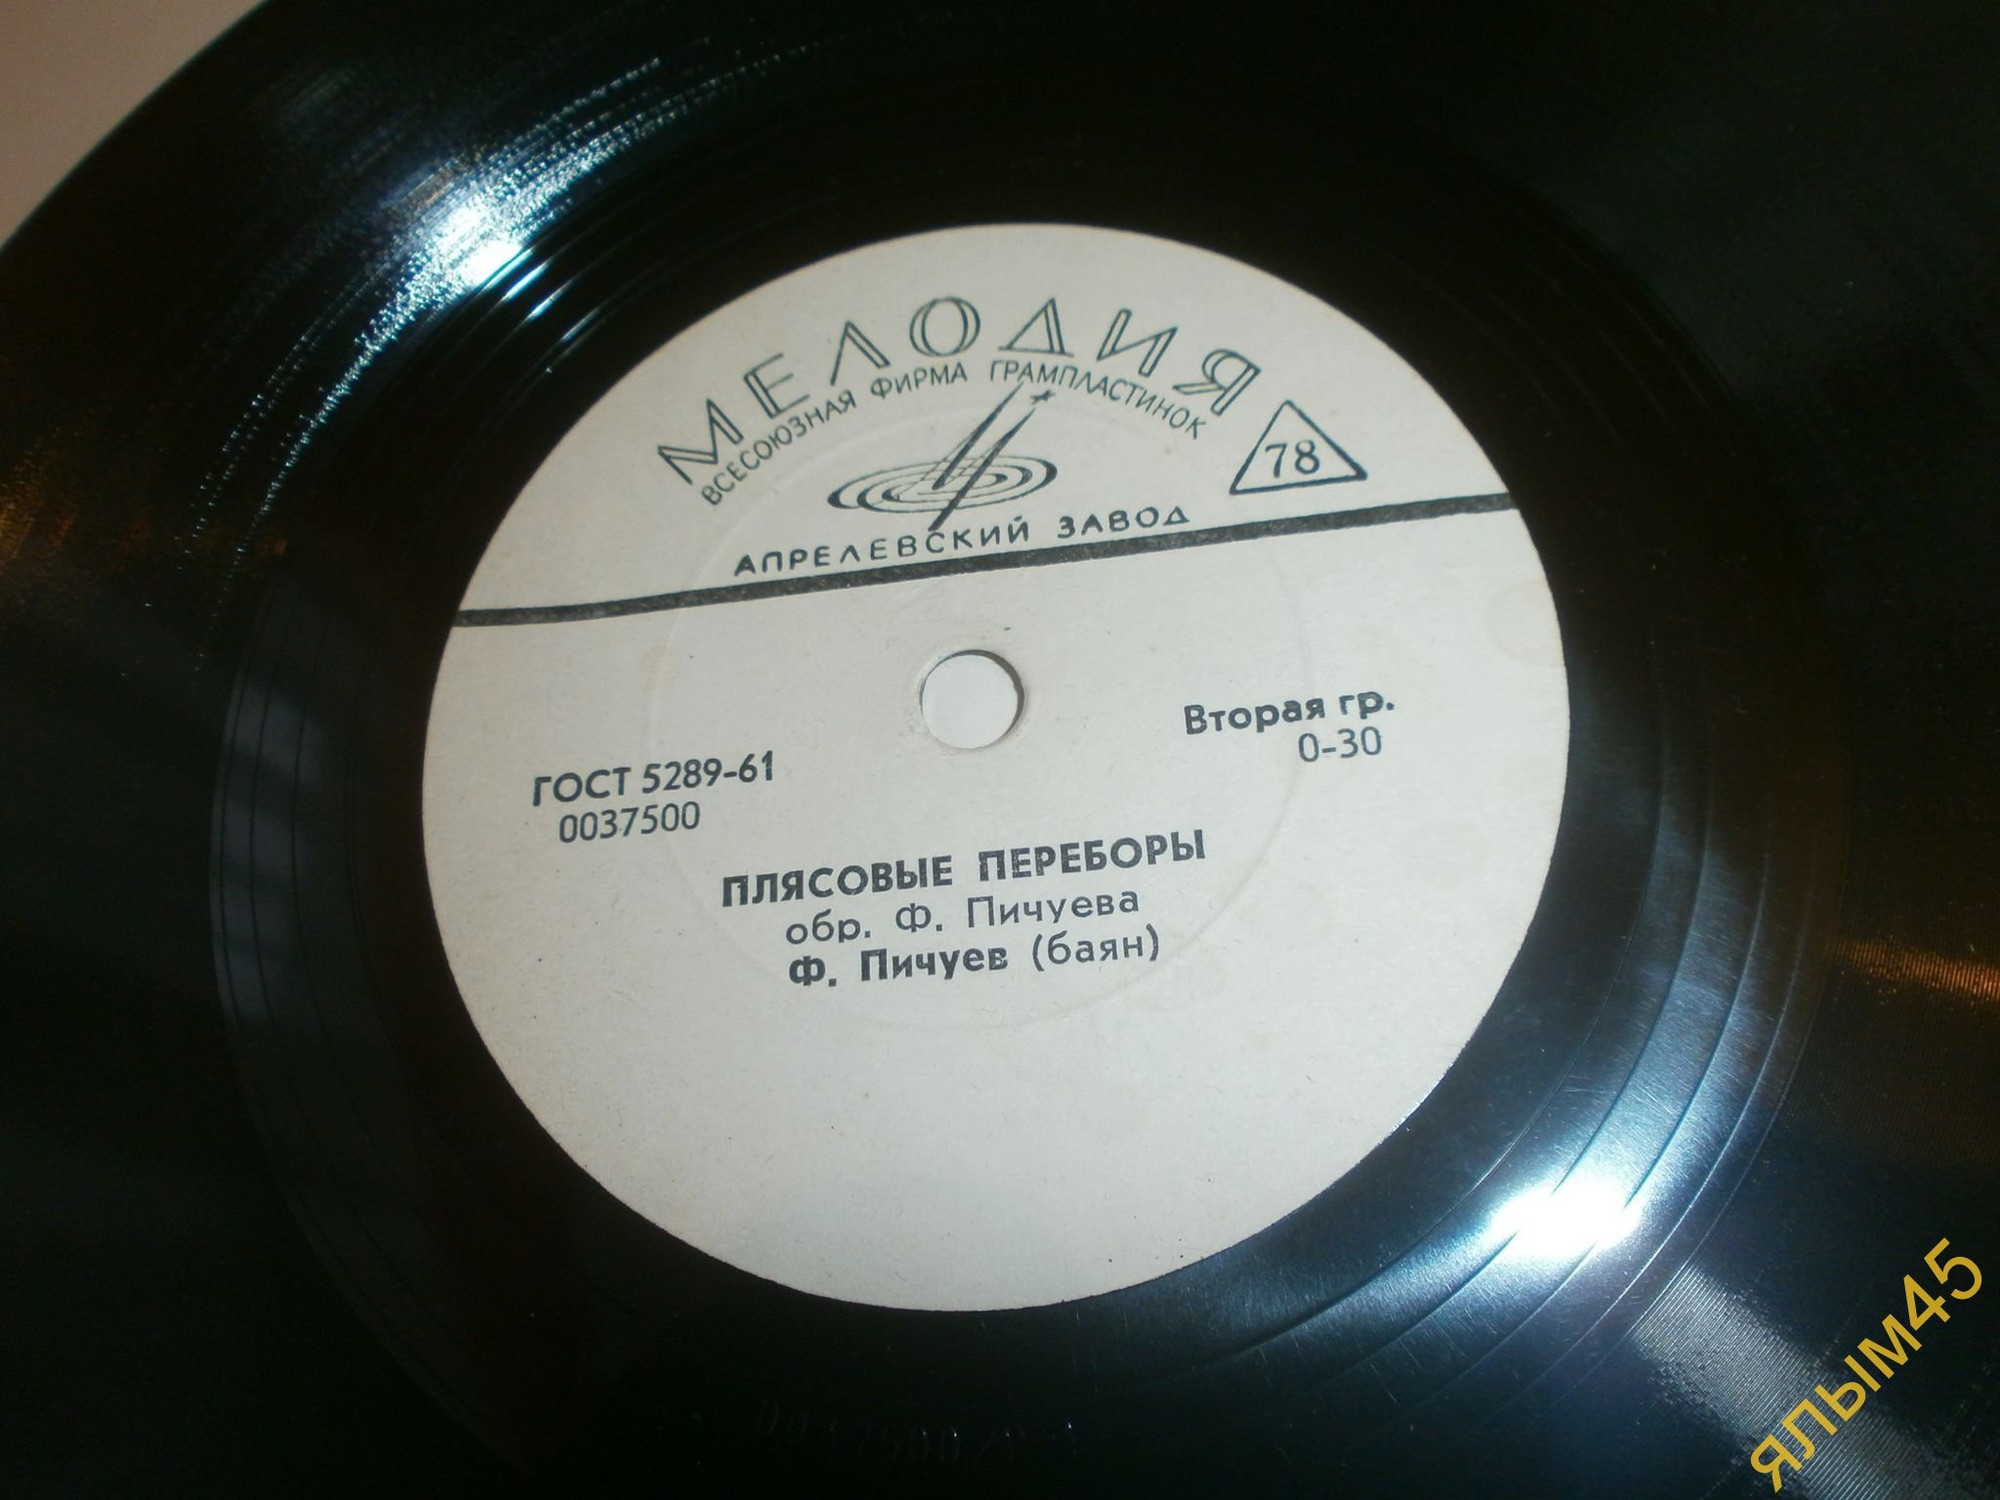 МЕЛОДИЯ
ВСЕСОЮЗНАЯ ФИРМА ГРАМПЛАСТИНОК
78
АПРЕЛЕВСКИЙ ЗАВОД
Вторая гр.
0-30
ГОСТ 5289-61
0037500
ПЛЯСОВЫЕ ПЕРЕБОРЫ
обр. Ф. Пичуева
Ф. Пичуев (баян)
ялым45